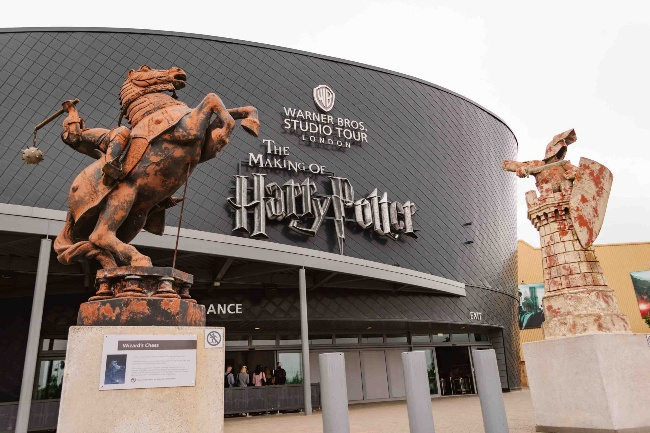 WB
WARNER BROS.
STUDIO TOUR
LONDON
THE
MAKING OF
Harry Potter
ANCE
EXIT
Wizard's Chess